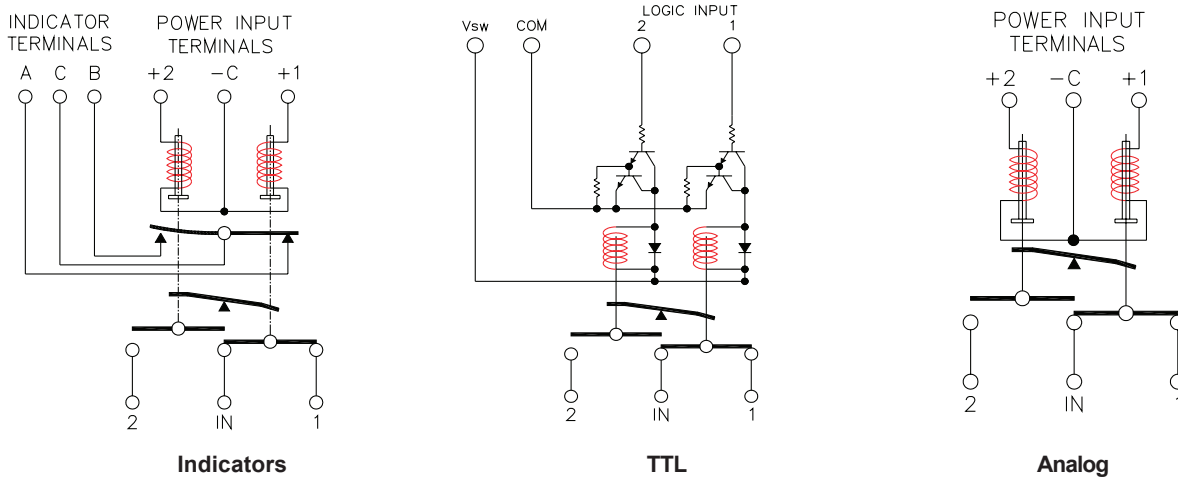 INDICATOR
TERMINALS
A C B
POWER INPUT
TERMINALS
+2 -C +1
2 IN 1
Indicators
LOGIC INPUT
Vsw COM 2 1
2 IN 1
TTL
POWER INPUT
TERMINALS
+2 -C +1
2 IN 1
Analog